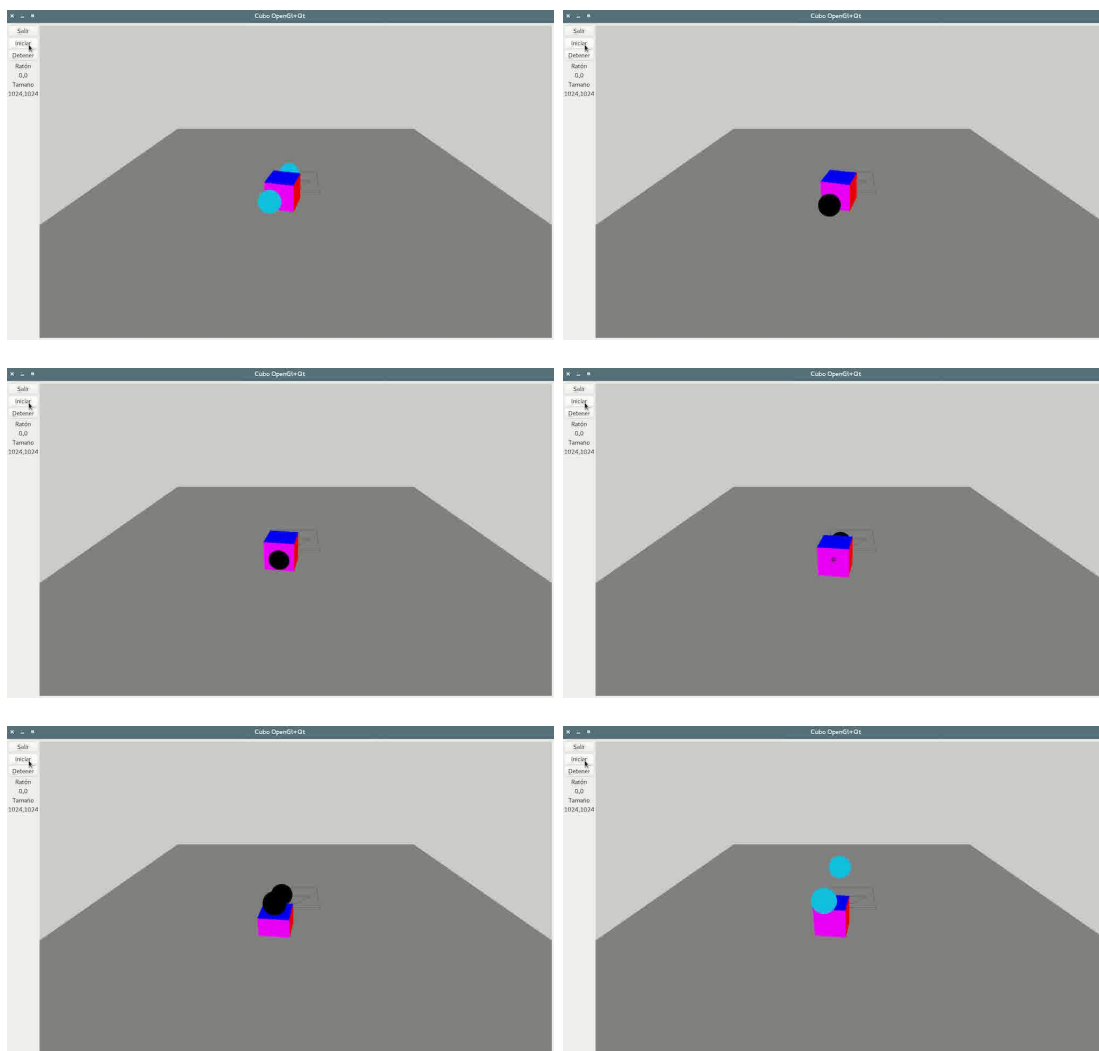 Cubo OpenGl+Qt
Salir
Iniciar
Detener
Ratón
0,0
Tamaño
1024,1024
Cubo OpenGl+Qt
Salir
Iniciar
Detener
Ratón
0,0
Tamaño
1024,1024
Cubo OpenGl+Qt
Salir
Iniciar
Detener
Ratón
0,0
Tamaño
1024,1024
Cubo OpenGl+Qt
Salir
Iniciar
Detener
Ratón
0,0
Tamaño
1024,1024
Cubo OpenGl+Qt
Salir
Iniciar
Detener
Ratón
0,0
Tamaño
1024,1024
Cubo OpenGl+Qt
Salir
Iniciar
Detener
Ratón
0,0
Tamaño
1024,1024